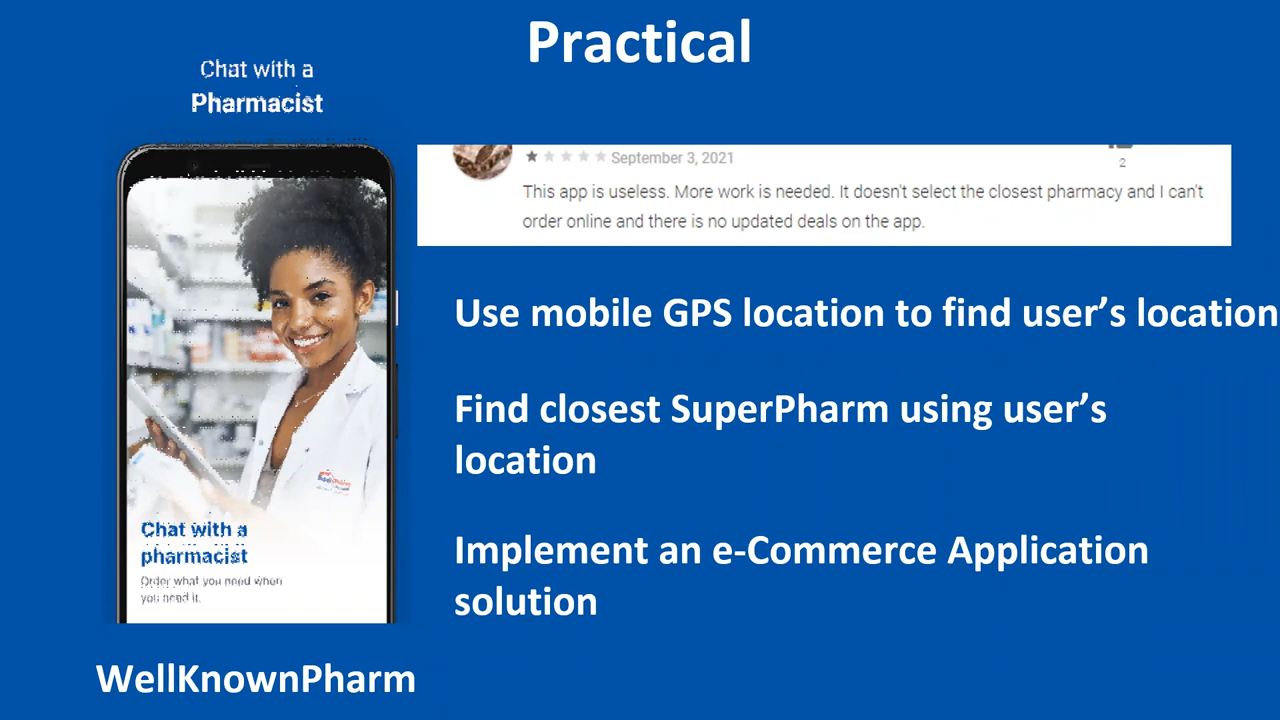 Practical
Chat with a
Pharmacist
September 3, 2021
2
This app is useless. More work is needed. It doesn't select the closest pharmacy and I can't
order online and there is no updated deals on the app.
Use mobile GPS location to find user’s location
Find closest SuperPharm using user’s
location
Implement an e-Commerce Application
solution
Chat with a
pharmacist
Order what you need when
you need it.
WellKnownPharm